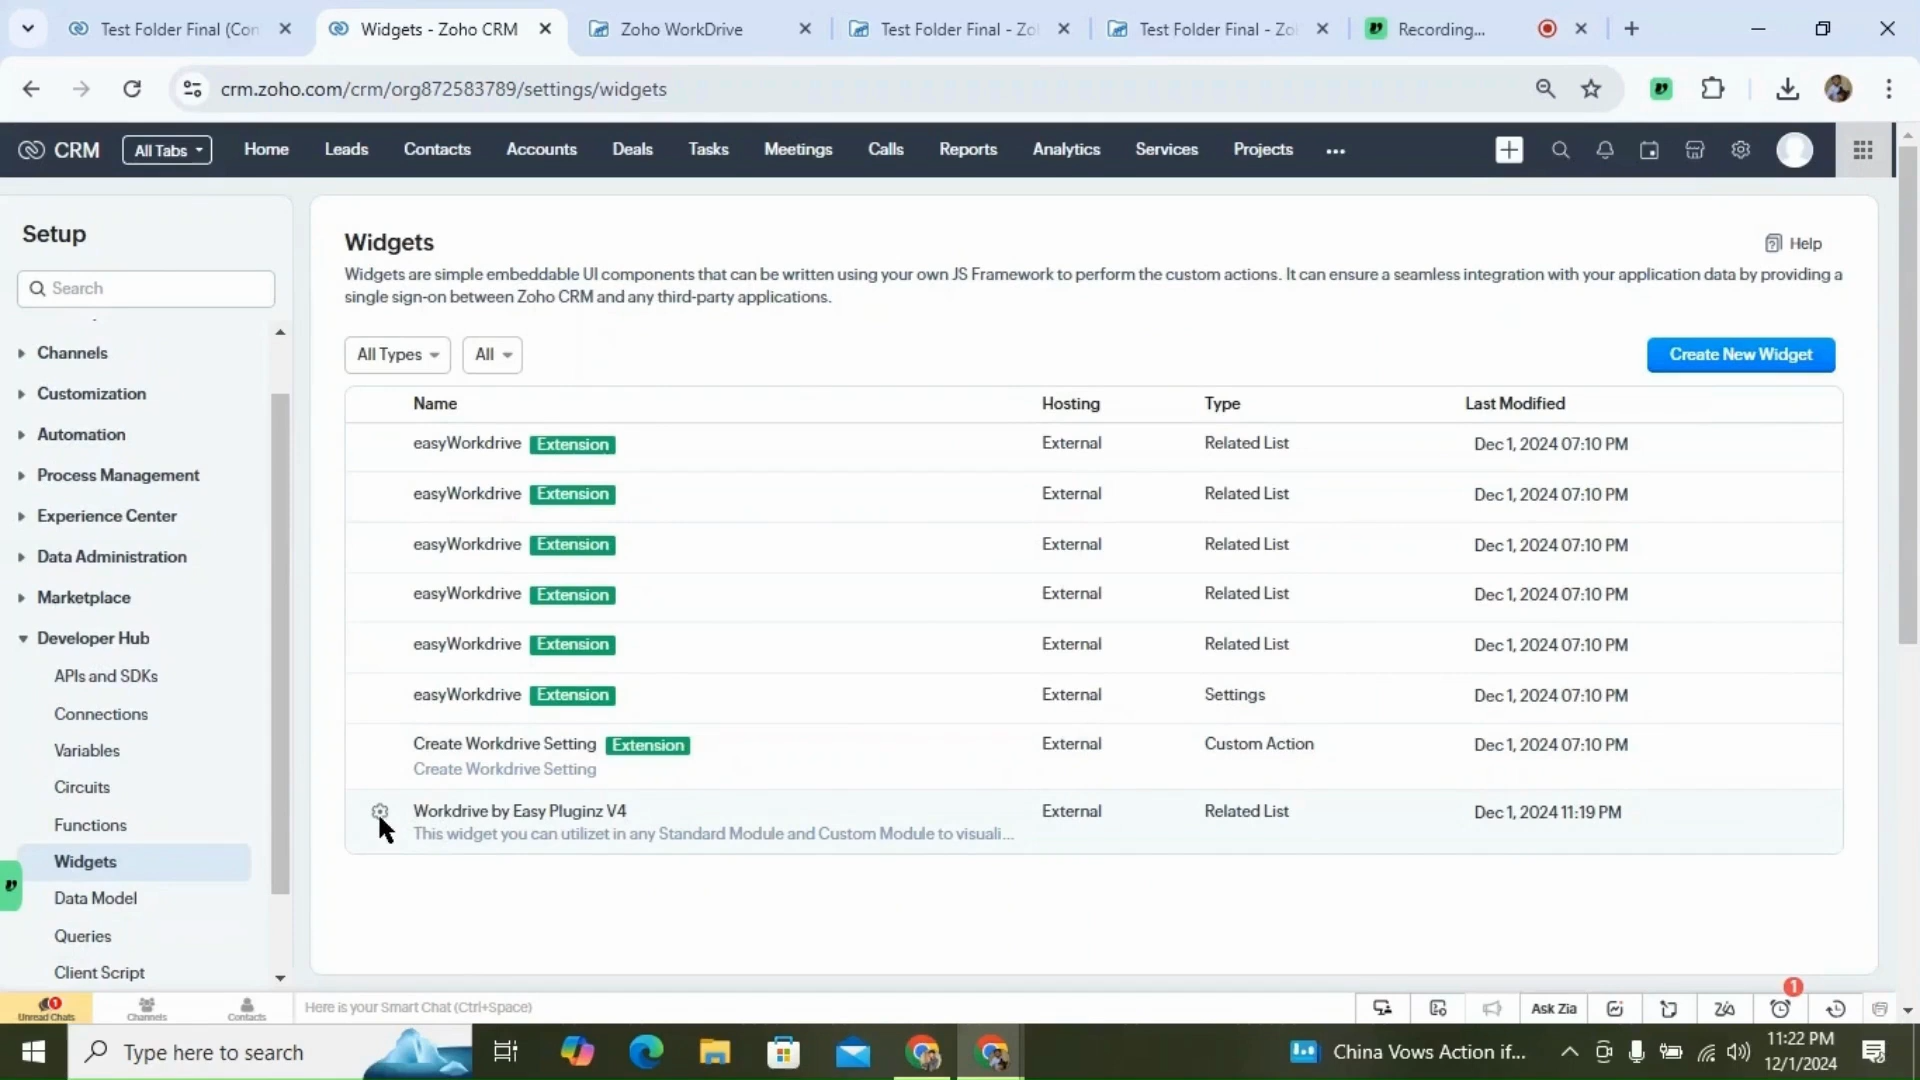 Test Folder Final (Con
Widgets - Zoho CRM
Zoho WorkDrive
Test Folder Final - Zo
Test Folder Final - Zo
Recording...
crm.zoho.com/crm/org872583789/settings/widgets
CRM
All Tabs
Home
Leads
Contacts
Accounts
Deals
Tasks
Meetings
Calls
Reports
Analytics
Services
Projects
Setup
Search
Channels
Customization
Automation
Process Management
Experience Center
Data Administration
Marketplace
Developer Hub
APIs and SDKs
Connections
Variables
Circuits
Functions
Widgets
Data Model
Queries
Client Script
Widgets
Help
Widgets are simple embeddable UI components that can be written using your own JS Framework to perform the custom actions. It can ensure a seamless integration with your application data by providing a
single sign-on between Zoho CRM and any third-party applications.
All Types
All
Create New Widget
Name Hosting Type Last Modified
easyWorkdrive Extension External Related List Dec 1, 2024 07:10 PM
easyWorkdrive Extension External Related List Dec 1, 2024 07:10 PM
easyWorkdrive Extension External Related List Dec 1, 2024 07:10 PM
easyWorkdrive Extension External Related List Dec 1, 2024 07:10 PM
easyWorkdrive Extension External Related List Dec 1, 2024 07:10 PM
easyWorkdrive Extension External Settings Dec 1, 2024 07:10 PM
Create Workdrive Setting Extension External Custom Action Dec 1, 2024 07:10 PM
Create Workdrive Setting
Workdrive by Easy Pluginz V4 External Related List Dec 1, 2024 11:19 PM
This widget you can utilizet in any Standard Module and Custom Module to visuali...
1
Unread Chats
Channels
Contacts
Here is your Smart Chat (Ctrl+Space)
Ask Zia
1
Type here to search
China Vows Action if...
11:22 PM
12/1/2024